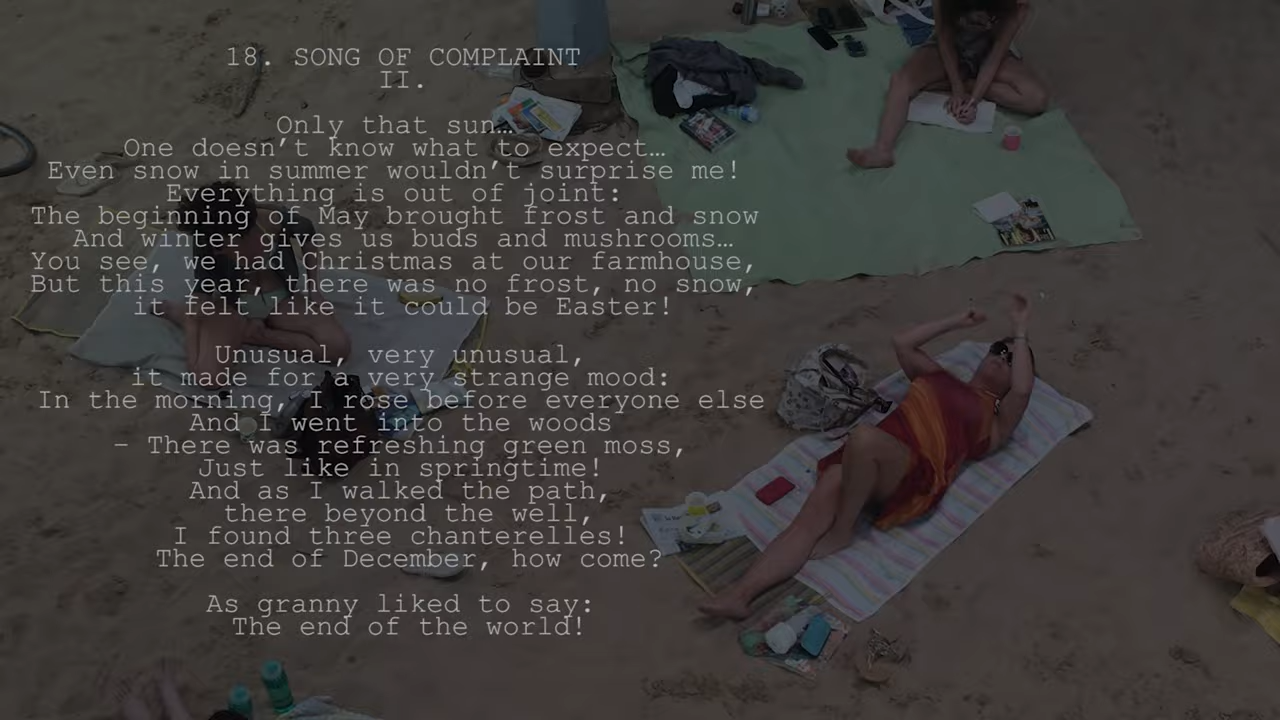 18. SONG OF COMPLAINT
II.
Only that sun…
One doesn’t know what to expect…
Even snow in summer wouldn’t surprise me!
Everything is out of joint:
The beginning of May brought frost and snow
And winter gives us buds and mushrooms…
You see, we had Christmas at our farmhouse,
But this year, there was no frost, no snow,
it felt like it could be Easter!
Unusual, very unusual,
it made for a very strange mood:
In the morning, I rose before everyone else
And I went into the woods
– There was refreshing green moss,
Just like in springtime!
And as I walked the path,
there beyond the well,
I found three chanterelles!
The end of December, how come?
As granny liked to say:
The end of the world!